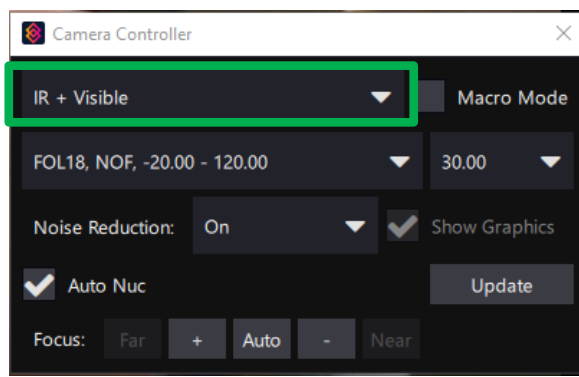 Camera Controller
IR + Visible
Macro Mode
FOL18, NOF, -20.00 - 120.00
30.00
Noise Reduction: On
Show Graphics
Auto Nuc
Update
Focus: Far + Auto - Near